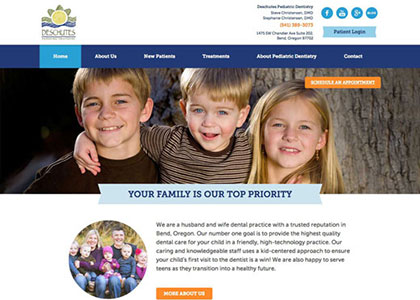 DESCHUTES
PEDIATRIC DENTISTRY
Deschutes Pediatric Dentistry
Steve Christensen, DMD
Stephanie Christensen, DMD
(541) 389-3073
1475 SW Chandler Ave Suite 202
Bend, Oregon 97702
You Tube
g+
BLOG
Patient Login
Home
About Us
New Patients
Treatments
About Pediatric Dentistry
Contact
SCHEDULE AN APPOINTMENT
YOUR FAMILY IS OUR TOP PRIORITY
We are a husband and wife dental practice with a trusted reputation in
Bend, Oregon. Our number one goal is to provide the highest quality
dental care for your child in a friendly, high-technology practice. Our
caring and knowledgeable staff uses a kid-centered approach to ensure
your child's first visit to the dentist is a win! We are also happy to serve
teens as they transition into a healthy future.
MORE ABOUT US